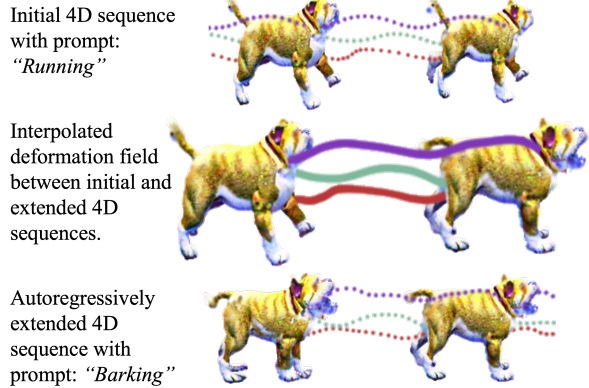 Initial 4D sequence
with prompt:
“Running”
Interpolated
deformation field
between initial and
extended 4D
sequences.
Autoregressively
extended 4D
sequence with
prompt: “Barking”